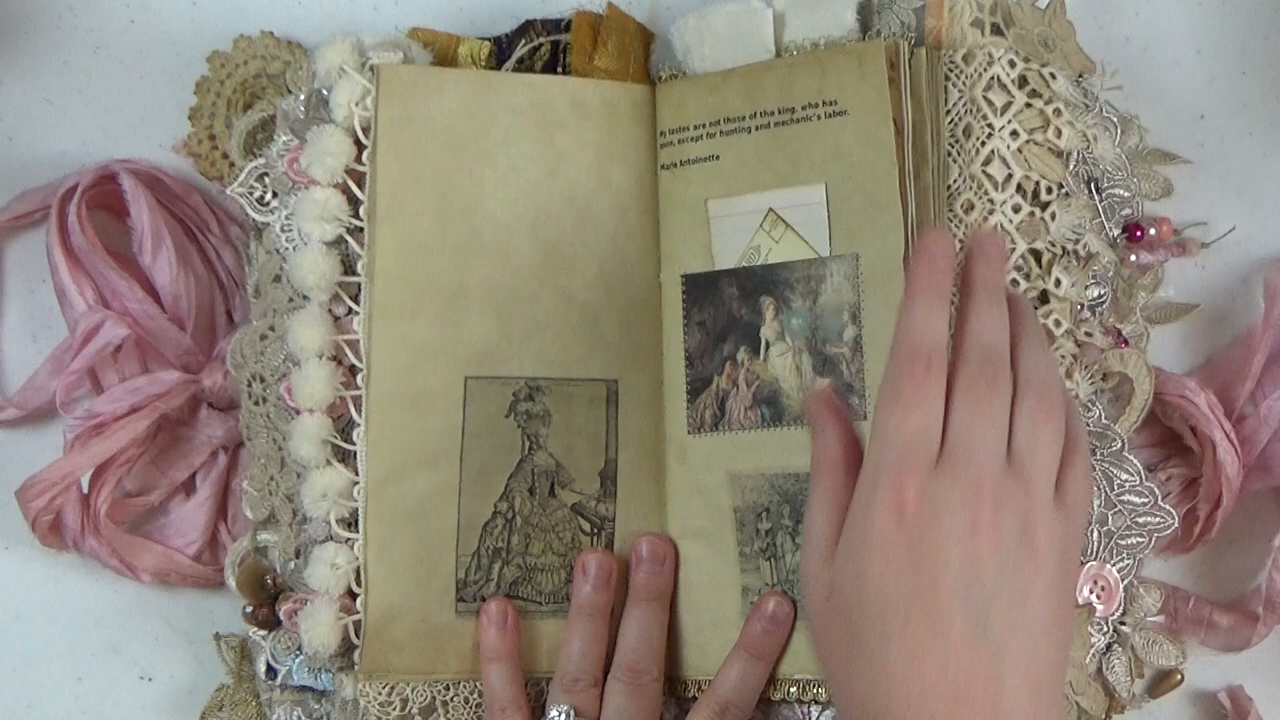 My tastes are not those of the king, who has
none, except for hunting and mechanic's labor.
Marie Antoinette